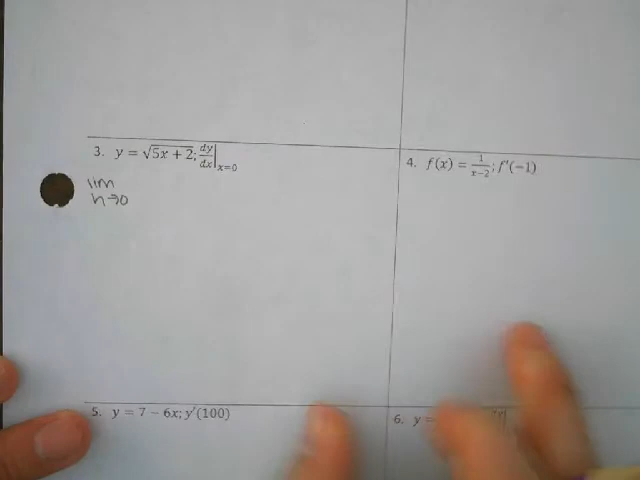 3. y = √5x + 2; dy/dx|x=0
lim
h→0
4. f(x) = 1/x−2; f'(−1)
5. y = 7 − 6x; y'(100)
6. y =